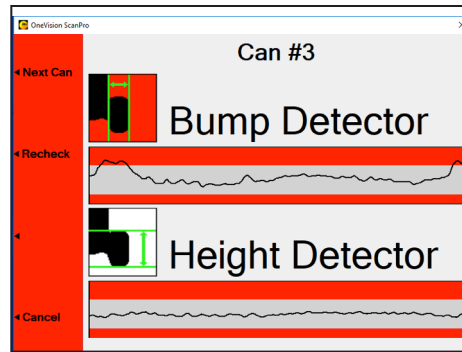 OneVision ScanPro
Can #3
Next Can
Bump Detector
Recheck
Height Detector
Cancel